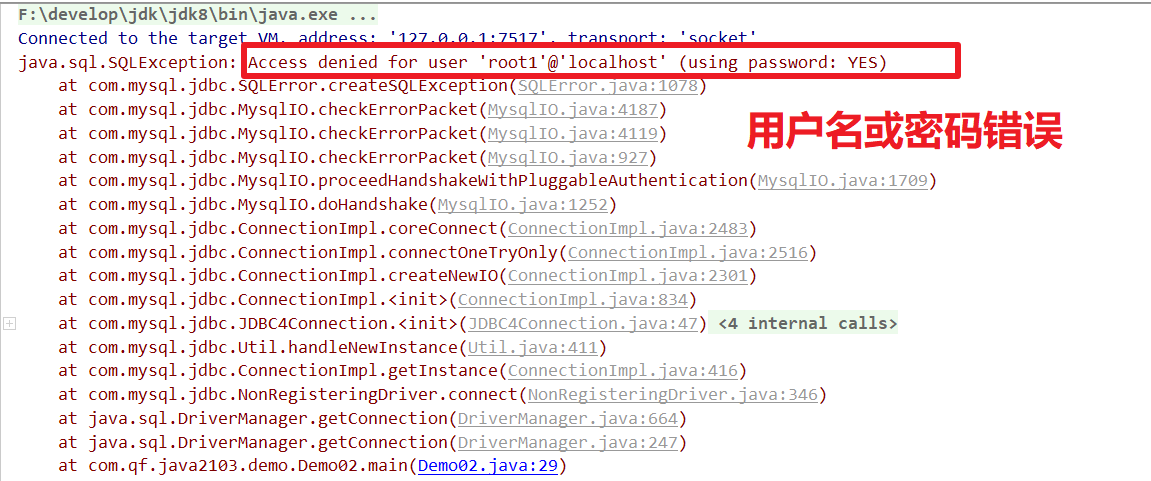 F:\develop\jdk\jdk8\bin\java.exe ...
Connected to the target VM, address: '127.0.0.1:7517', transport: 'socket'
java.sql.SQLException: Access denied for user 'root1'@'localhost' (using password: YES)
at com.mysql.jdbc.SQLError.createSQLException(SQLError.java:1078)
at com.mysql.jdbc.MysqlIO.checkErrorPacket(MysqlIO.java:4187)
用户名或密码错误
at com.mysql.jdbc.MysqlIO.checkErrorPacket(MysqlIO.java:4119)
at com.mysql.jdbc.MysqlIO.checkErrorPacket(MysqlIO.java:927)
at com.mysql.jdbc.MysqlIO.proceedHandshakeWithPluggableAuthentication(MysqlIO.java:1709)
at com.mysql.jdbc.MysqlIO.doHandshake(MysqlIO.java:1252)
at com.mysql.jdbc.ConnectionImpl.coreConnect(ConnectionImpl.java:2483)
at com.mysql.jdbc.ConnectionImpl.connectOneTryOnly(ConnectionImpl.java:2516)
at com.mysql.jdbc.ConnectionImpl.createNewIO(ConnectionImpl.java:2301)
at com.mysql.jdbc.ConnectionImpl.<init>(ConnectionImpl.java:834)
at com.mysql.jdbc.JDBC4Connection.<init>(JDBC4Connection.java:47) <4 internal calls>
at com.mysql.jdbc.Util.handleNewInstance(Util.java:411)
at com.mysql.jdbc.ConnectionImpl.getInstance(ConnectionImpl.java:416)
at com.mysql.jdbc.NonRegisteringDriver.connect(NonRegisteringDriver.java:346)
at java.sql.DriverManager.getConnection(DriverManager.java:664)
at java.sql.DriverManager.getConnection(DriverManager.java:247)
at com.qf.java2103.demo.Demo02.main(Demo02.java:29)